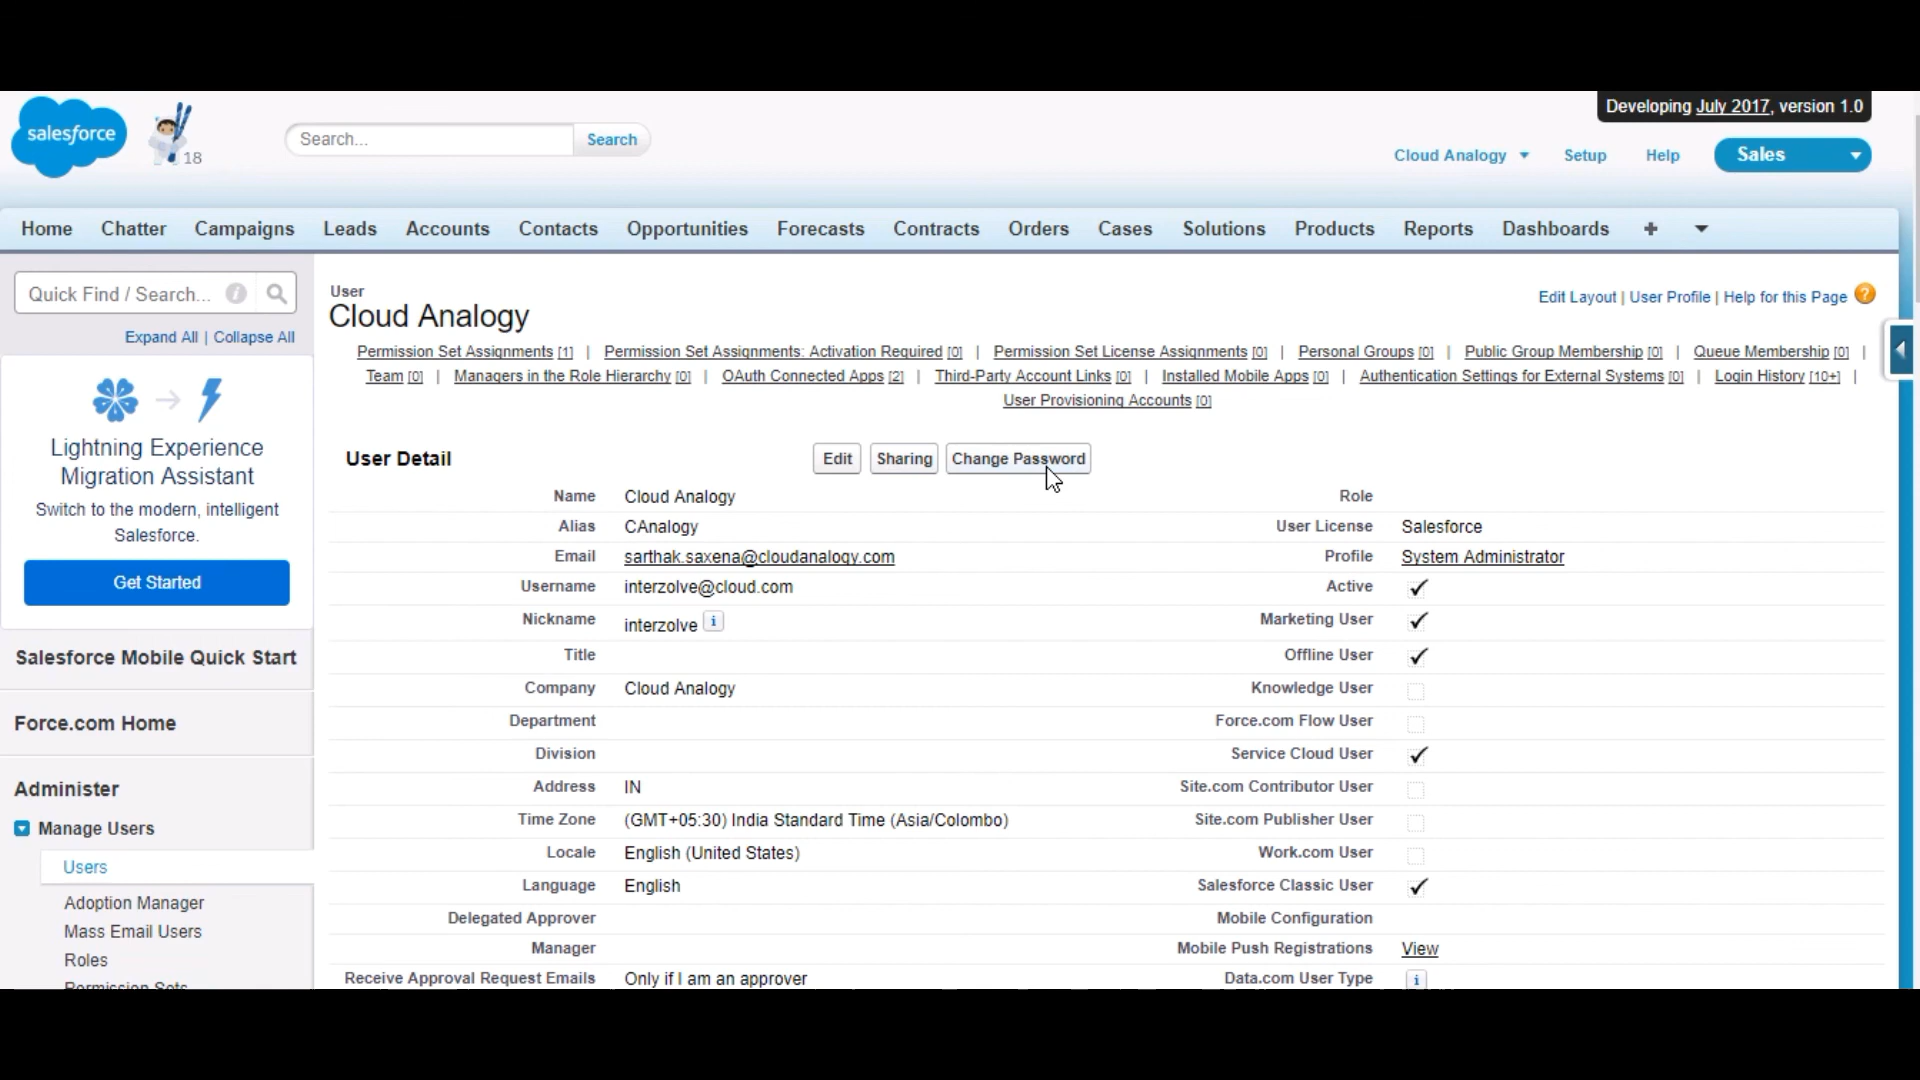 Developing July 2017, version 1.0
salesforce
18
Search...
Search
Cloud Analogy
Setup
Help
Sales
Home
Chatter
Campaigns
Leads
Accounts
Contacts
Opportunities
Forecasts
Contracts
Orders
Cases
Solutions
Products
Reports
Dashboards
+
Quick Find / Search...
Expand All | Collapse All
Lightning Experience
Migration Assistant
Switch to the modern, intelligent
Salesforce.
Get Started
Salesforce Mobile Quick Start
Force.com Home
Administer
Manage Users
Users
Adoption Manager
Mass Email Users
Roles
Permission Sets
User
Cloud Analogy
Edit Layout | User Profile | Help for this Page ?
Permission Set Assignments [1] | Permission Set Assignments: Activation Required [0] | Permission Set License Assignments [0] | Personal Groups [0] | Public Group Membership [0] | Queue Membership [0] |
Team [0] | Managers in the Role Hierarchy [0] | OAuth Connected Apps [2] | Third-Party Account Links [0] | Installed Mobile Apps [0] | Authentication Settings for External Systems [0] | Login History [10+] |
User Provisioning Accounts [0]
User Detail
Edit
Sharing
Change Password
Name Cloud Analogy
Role
Alias CAnalogy
User License Salesforce
Email sarthak.saxena@cloudanalogy.com
Profile System Administrator
Username interzolve@cloud.com
Active
Nickname interzolve i
Marketing User
Title
Offline User
Company Cloud Analogy
Knowledge User
Department
Force.com Flow User
Division
Service Cloud User
Address IN
Site.com Contributor User
Time Zone (GMT+05:30) India Standard Time (Asia/Colombo)
Site.com Publisher User
Locale English (United States)
Work.com User
Language English
Salesforce Classic User
Delegated Approver
Mobile Configuration
Manager
Mobile Push Registrations View
Receive Approval Request Emails Only if I am an approver
Data.com User Type i